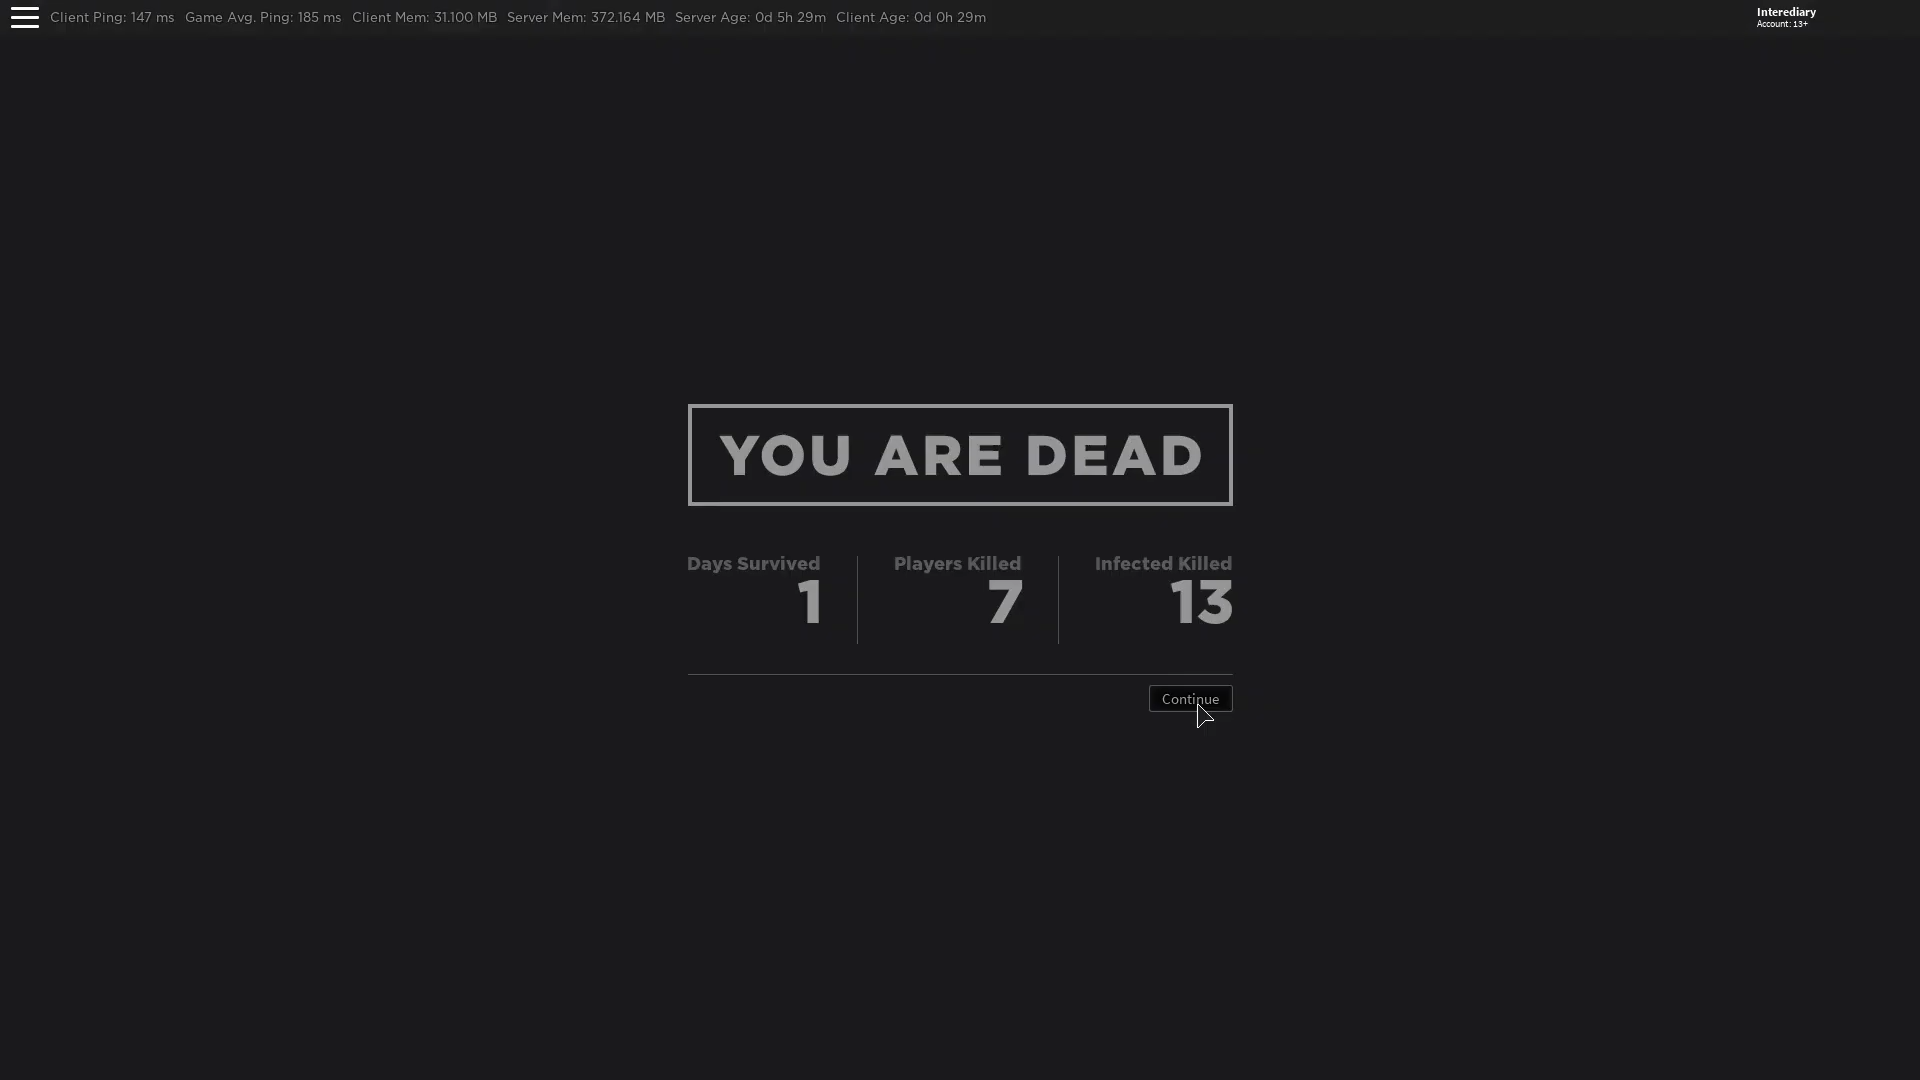 Client Ping: 147 ms Game Avg. Ping: 185 ms Client Mem: 31.100 MB Server Mem: 372.164 MB Server Age: 0d 5h 29m Client Age: 0d 0h 29m
Interediary
Account: 13+
YOU ARE DEAD
Days Survived Players Killed Infected Killed
1 7 13
Continue